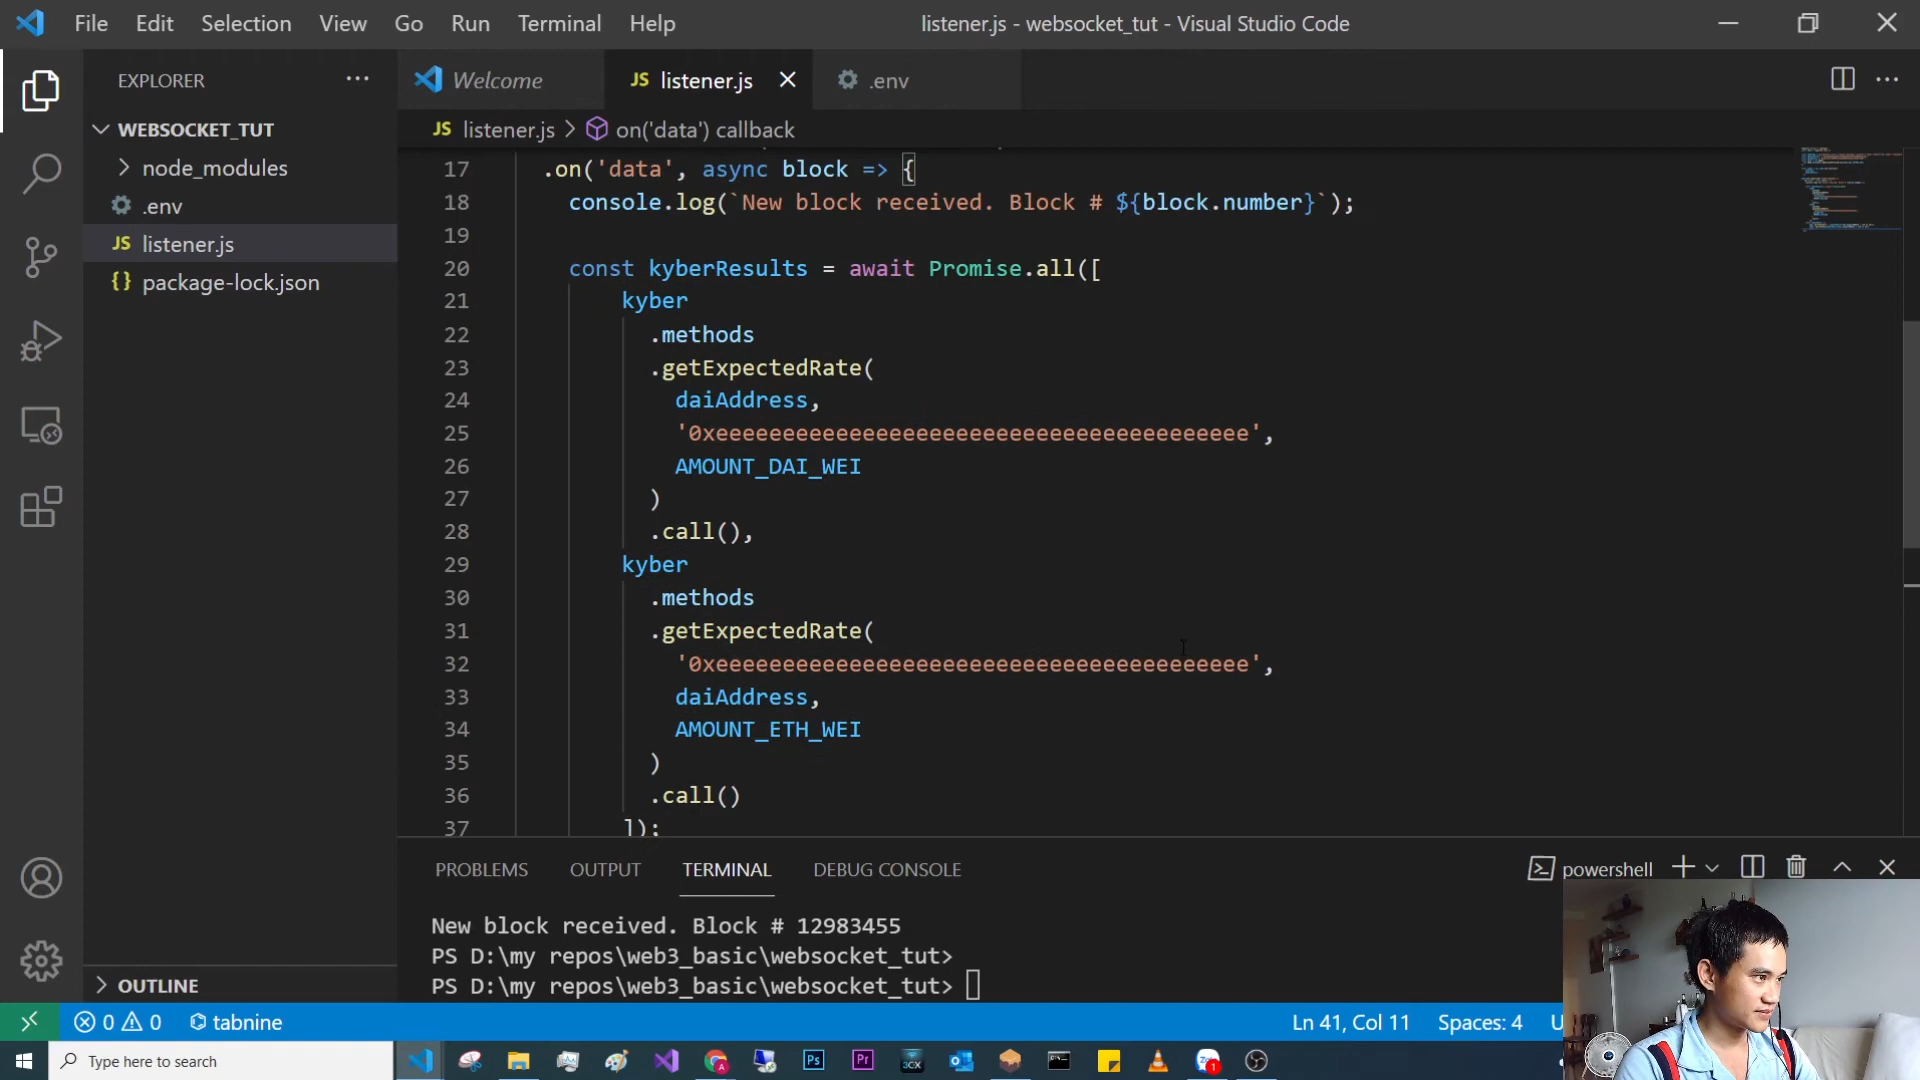 File Edit Selection View Go Run Terminal Help listener.js - websocket_tut - Visual Studio Code
EXPLORER
Welcome JS listener.js .env
WEBSOCKET_TUT
JS listener.js > on('data') callback
node_modules
.env
JS listener.js
{} package-lock.json
17 .on('data', async block => {
18 console.log(`New block received. Block # ${block.number}`);
19
20 const kyberResults = await Promise.all([
21 kyber
22 .methods
23 .getExpectedRate(
24 daiAddress,
25 '0xeeeeeeeeeeeeeeeeeeeeeeeeeeeeeeeeeeeeeeee',
26 AMOUNT_DAI_WEI
27 )
28 .call(),
29 kyber
30 .methods
31 .getExpectedRate(
32 '0xeeeeeeeeeeeeeeeeeeeeeeeeeeeeeeeeeeeeeeee',
33 daiAddress,
34 AMOUNT_ETH_WEI
35 )
36 .call()
37 ]);
PROBLEMS OUTPUT TERMINAL DEBUG CONSOLE powershell
New block received. Block # 12983455
PS D:\my repos\web3_basic\websocket_tut>
PS D:\my repos\web3_basic\websocket_tut>
OUTLINE
0 0 tabnine Ln 41, Col 11 Spaces: 4 U
Type here to search Ps Pr 3CX 1